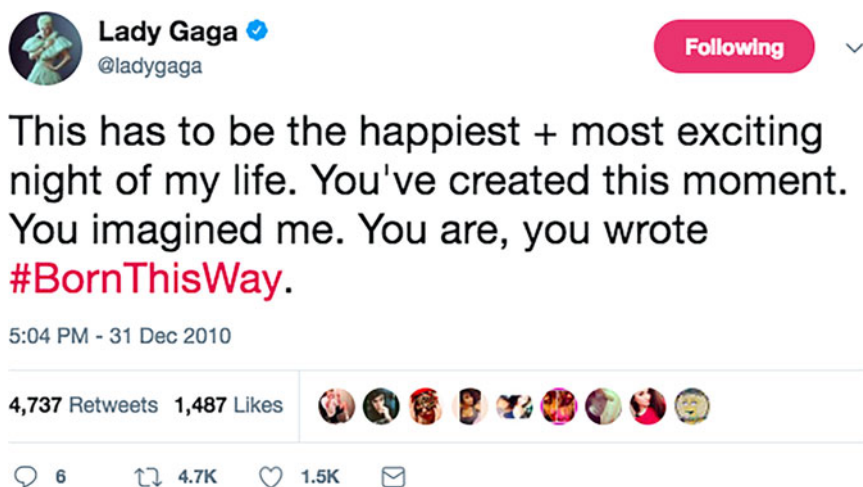 Lady Gaga
@ladygaga
Following
This has to be the happiest + most exciting
night of my life. You've created this moment.
You imagined me. You are, you wrote
#BornThisWay.
5:04 PM - 31 Dec 2010
4,737 Retweets 1,487 Likes
6 4.7K 1.5K